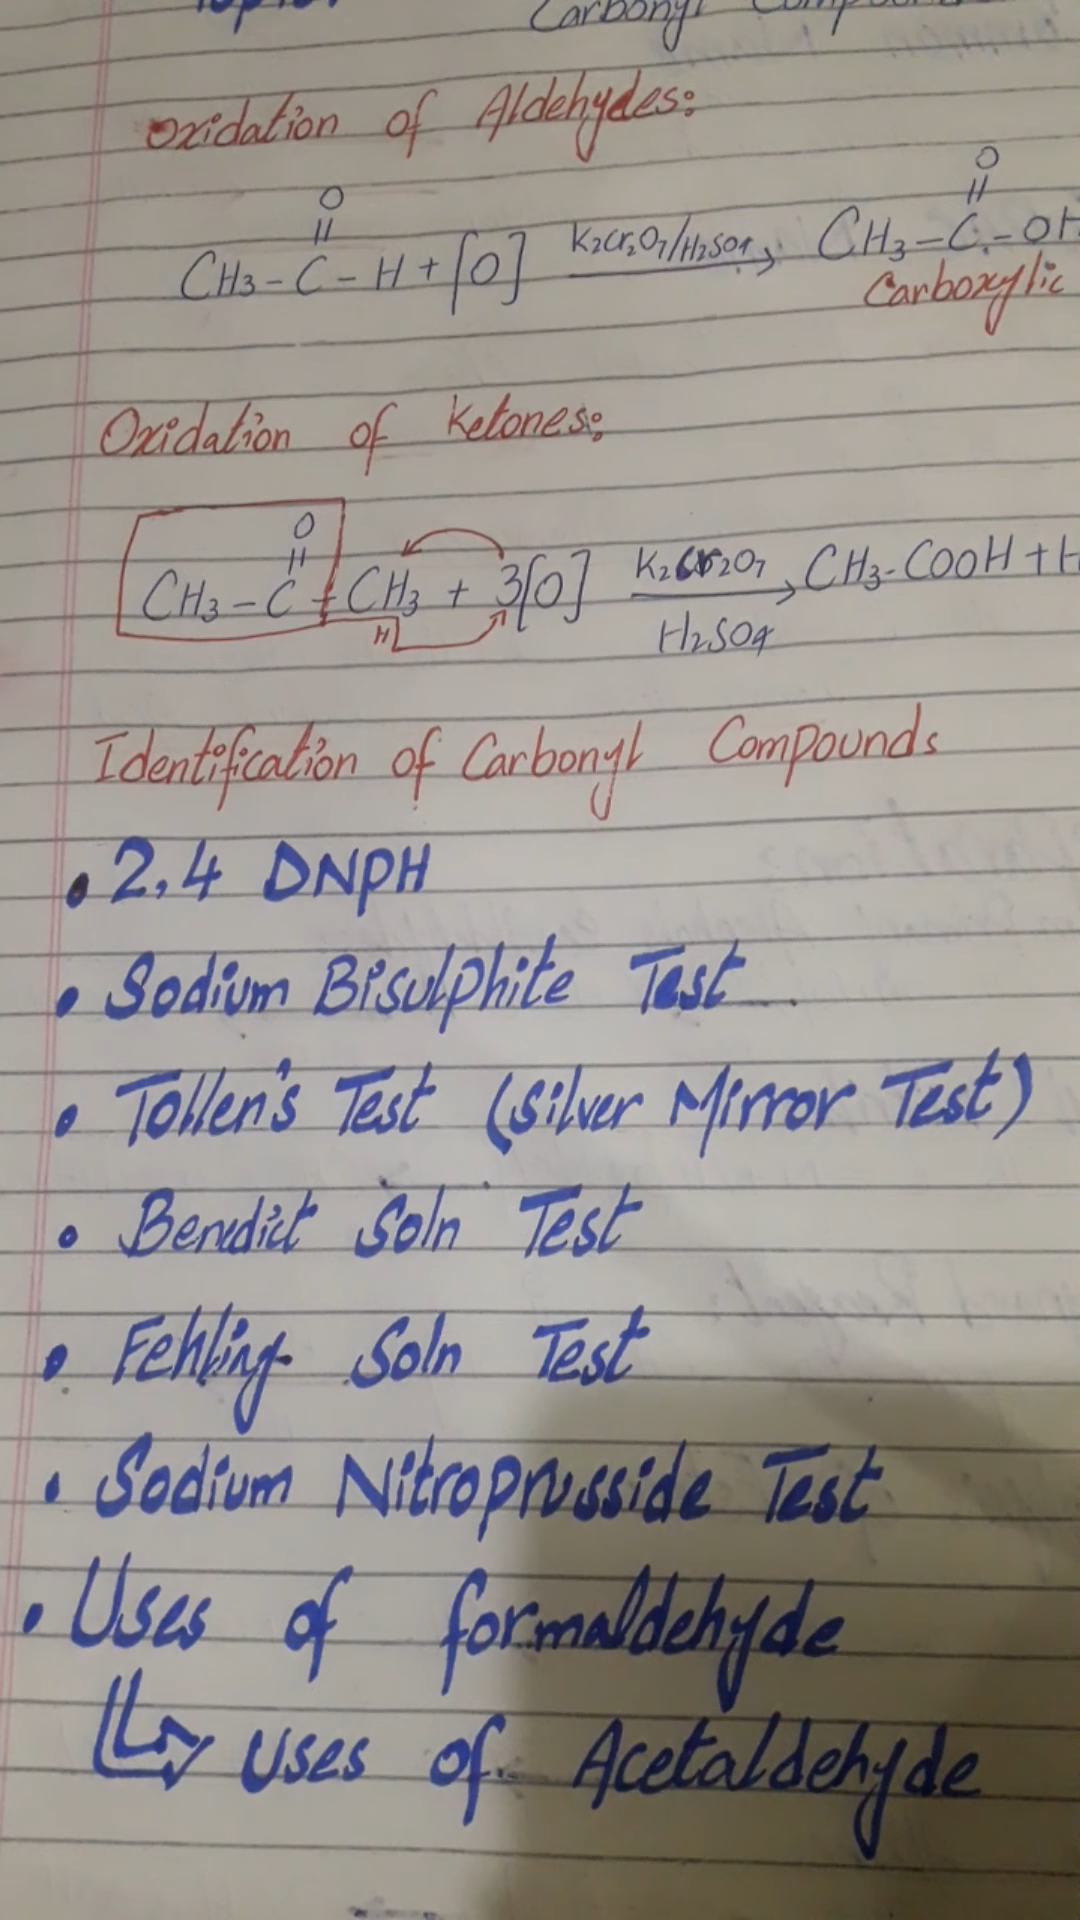 Carbonyl
Oxidation of Aldehydes:
O
||
CH3-C-H+[O] K2Cr2O7/H2SO4 → CH3-C-OH
O
||
Carboxylic
Oxidation of Ketones:
O
||
CH3-C+CH3 + 3[O] K2Cr2O7 → CH3-COOH+H
H
H2SO4
Identification of Carbonyl Compounds
• 2,4 DNPH
• Sodium Bisulphite Test
• Tollen's Test (Silver Mirror Test)
• Benedict Soln Test
• Fehling Soln Test
• Sodium Nitroprusside Test
• Uses of formaldehyde
↳ Uses of Acetaldehyde